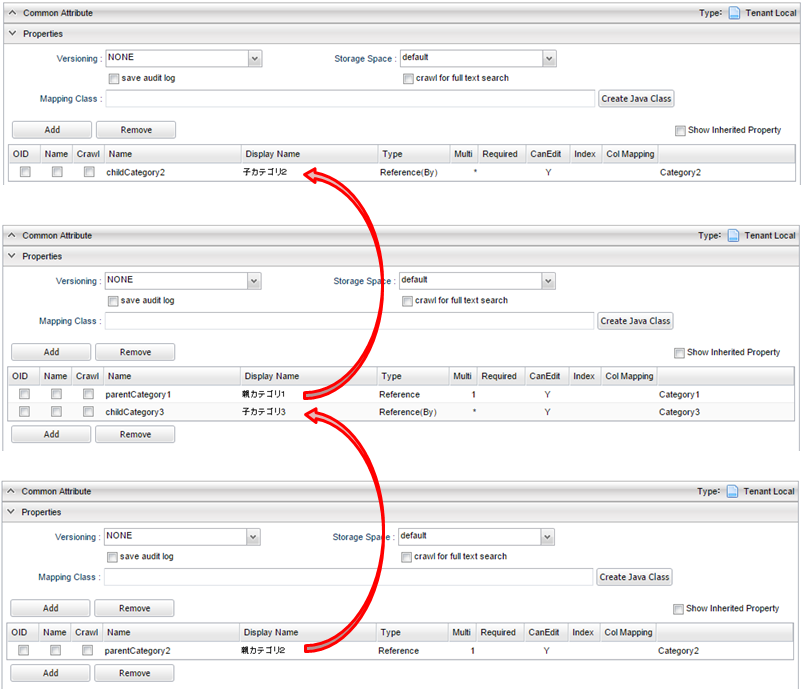 Common Attribute Type: Tenant Local
Properties
Versioning : NONE Storage Space : default
save audit log crawl for full text search
Mapping Class : Create Java Class
Add Remove Show Inherited Property
OID Name Crawl Name Display Name Type Multi Required CanEdit Index Col Mapping
childCategory2 子カテゴリ2 Reference(By) * Y Category2
Common Attribute Type: Tenant Local
Properties
Versioning : NONE Storage Space : default
save audit log crawl for full text search
Mapping Class : Create Java Class
Add Remove Show Inherited Property
OID Name Crawl Name Display Name Type Multi Required CanEdit Index Col Mapping
parentCategory1 親カテゴリ1 Reference 1 Y Category1
childCategory3 子カテゴリ3 Reference(By) * Y Category3
Add Remove
Common Attribute Type: Tenant Local
Properties
Versioning : NONE Storage Space : default
save audit log crawl for full text search
Mapping Class : Create Java Class
Add Remove Show Inherited Property
OID Name Crawl Name Display Name Type Multi Required CanEdit Index Col Mapping
parentCategory2 親カテゴリ2 Reference 1 Y Category2
Add Remove